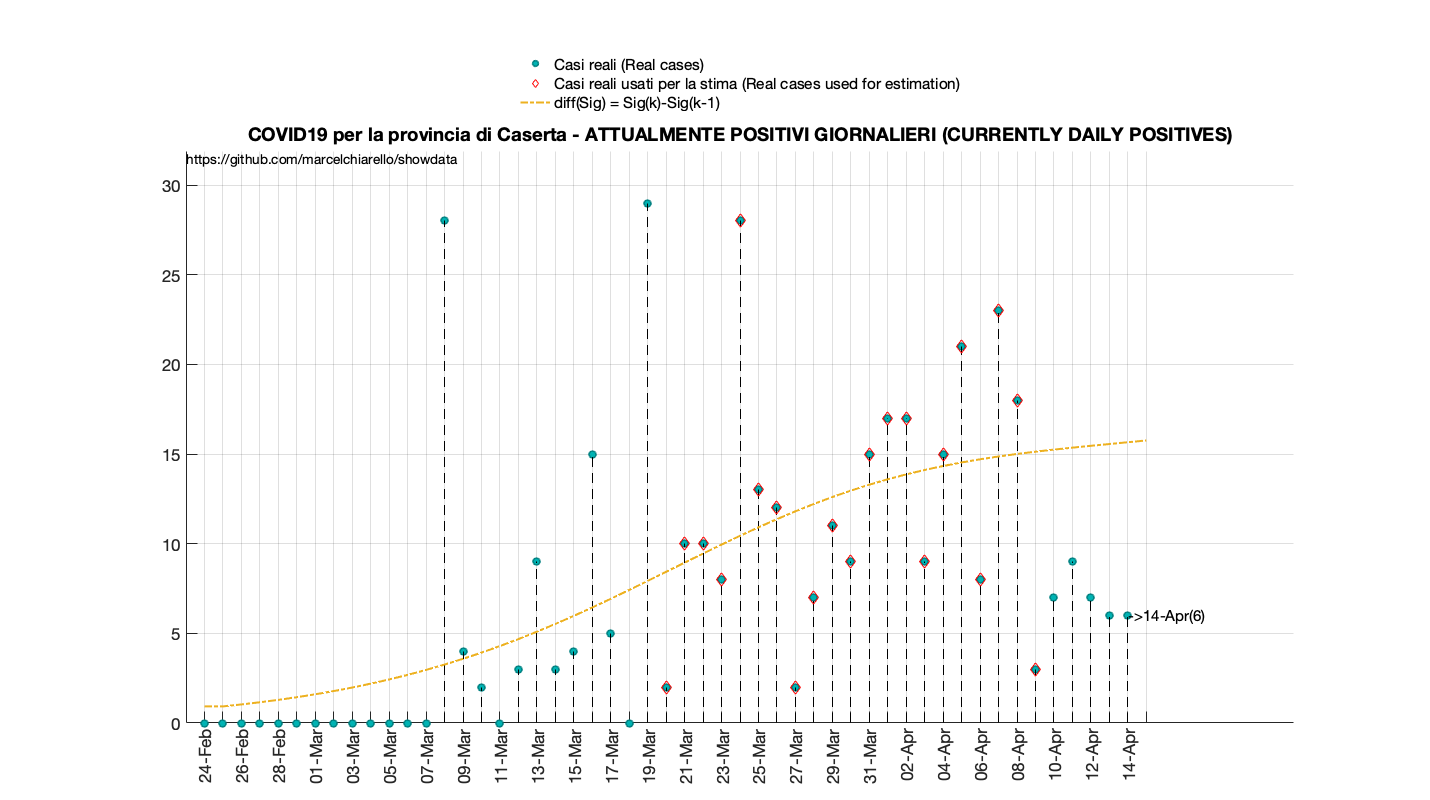 Casi reali (Real cases)
Casi reali usati per la stima (Real cases used for estimation)
diff(Sig) = Sig(k)-Sig(k-1)
COVID19 per la provincia di Caserta - ATTUALMENTE POSITIVI GIORNALIERI (CURRENTLY DAILY POSITIVES)
https://github.com/marcelchiarello/showdata
30
25
20
15
10
5
0
->14-Apr(6)
24-Feb
26-Feb
28-Feb
01-Mar
03-Mar
05-Mar
07-Mar
09-Mar
11-Mar
13-Mar
15-Mar
17-Mar
19-Mar
21-Mar
23-Mar
25-Mar
27-Mar
29-Mar
31-Mar
02-Apr
04-Apr
06-Apr
08-Apr
10-Apr
12-Apr
14-Apr